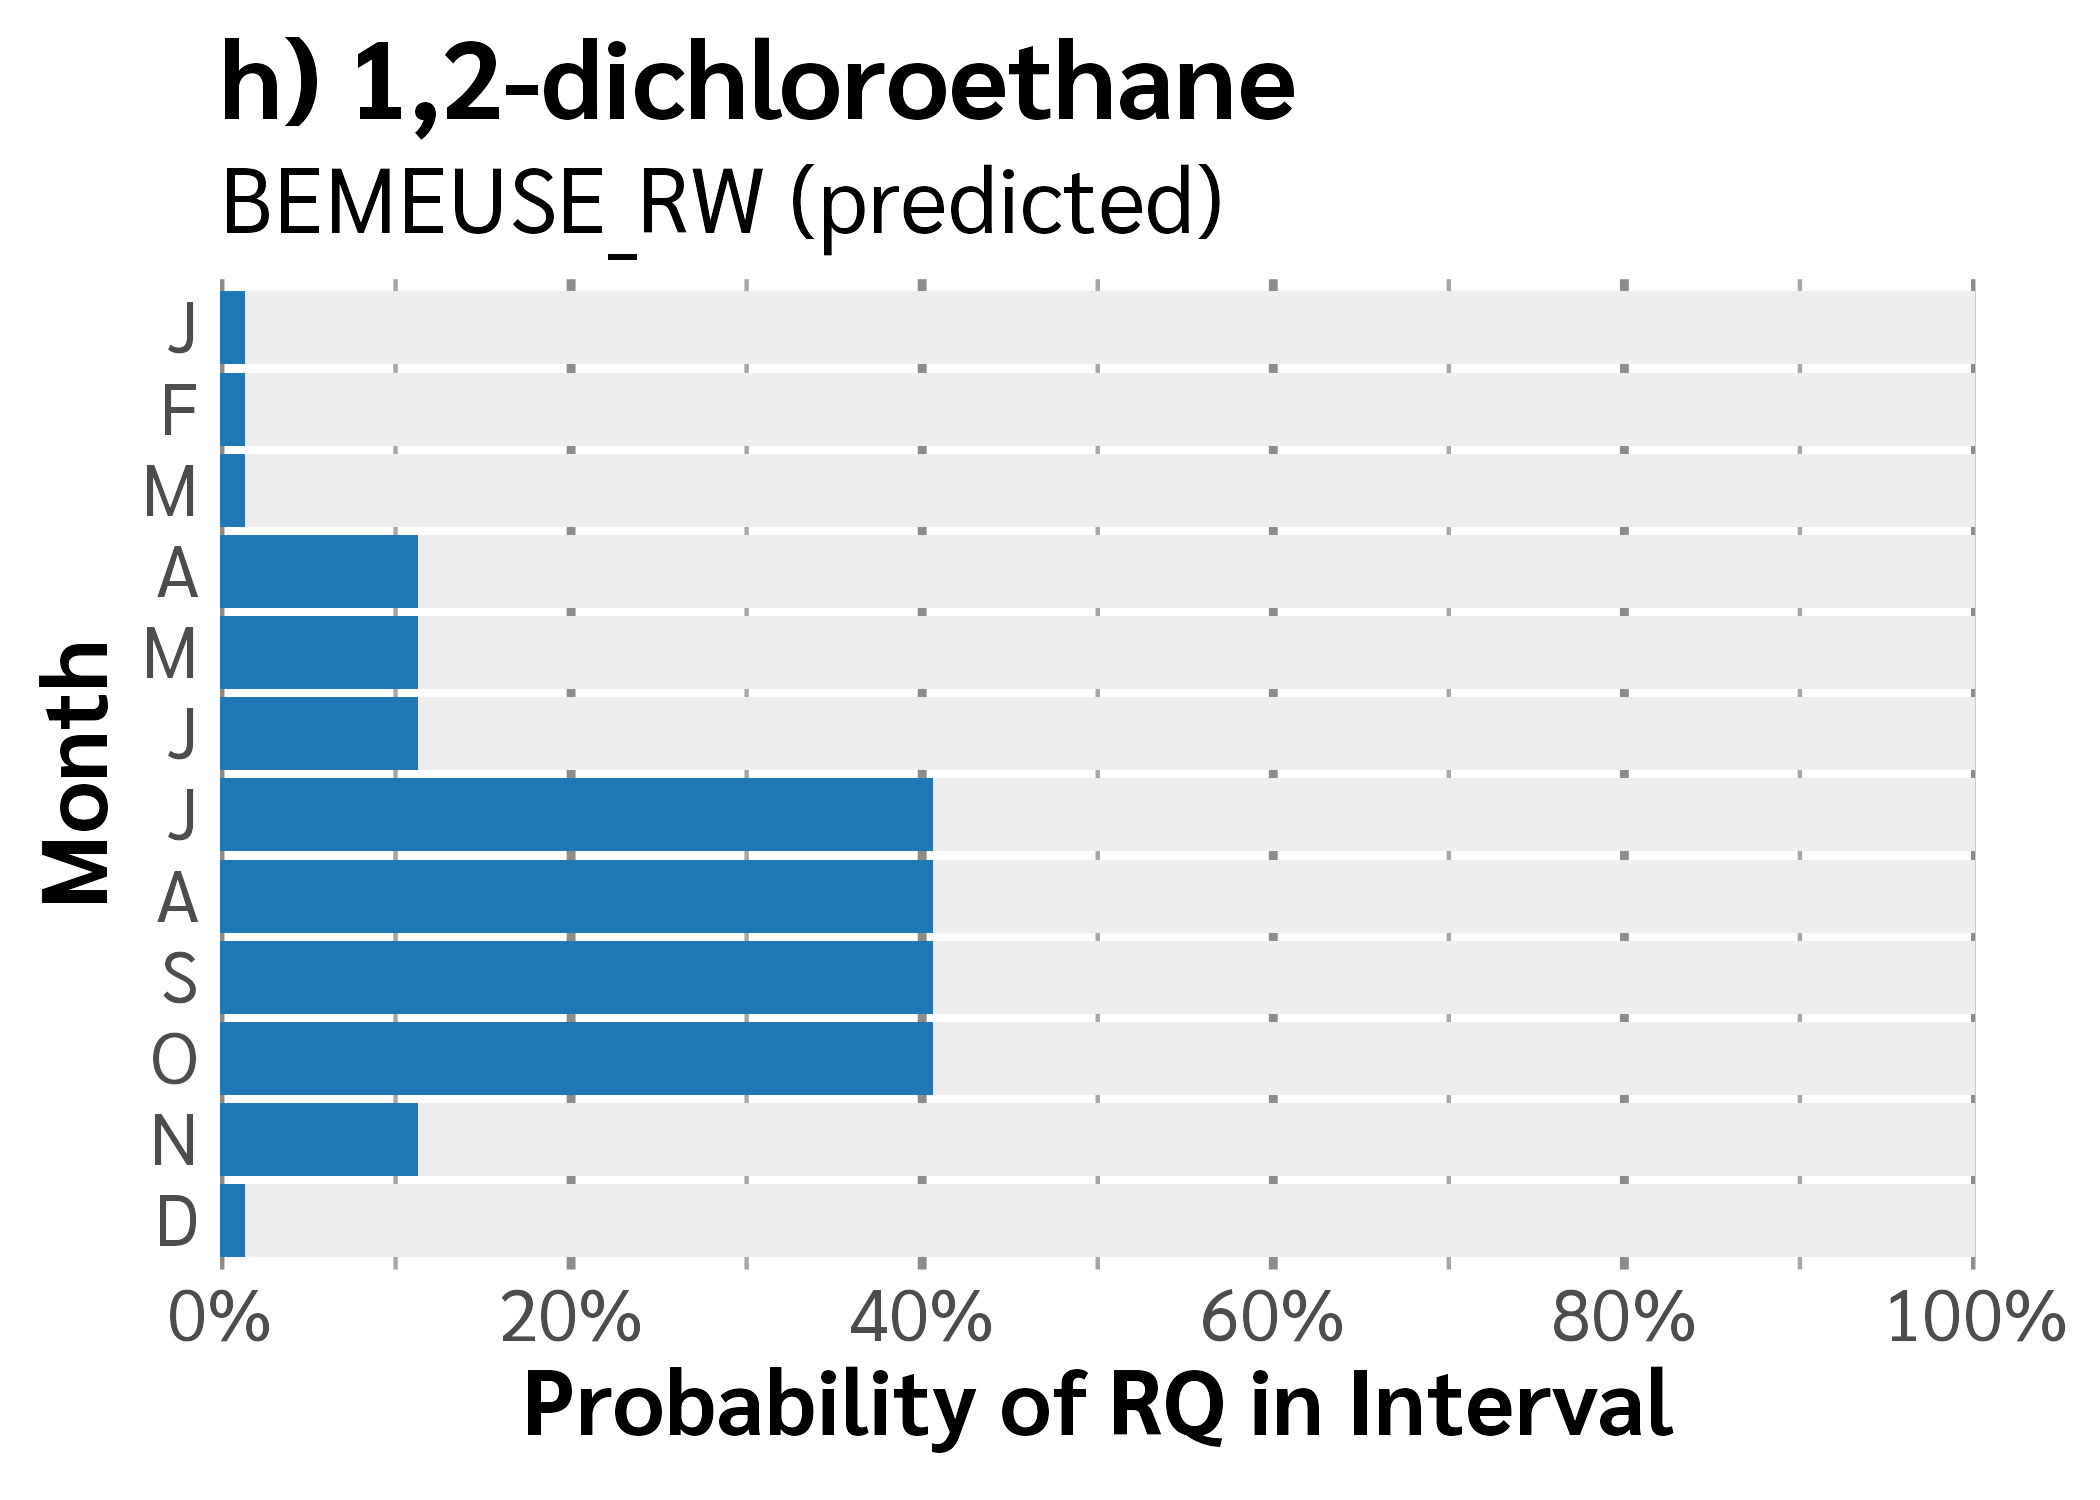 h) 1,2-dichloroethane
BEMEUSE_RW (predicted)
Month
J
F
M
A
M
J
J
A
S
O
N
D
0% 20% 40% 60% 80% 100%
Probability of RQ in Interval